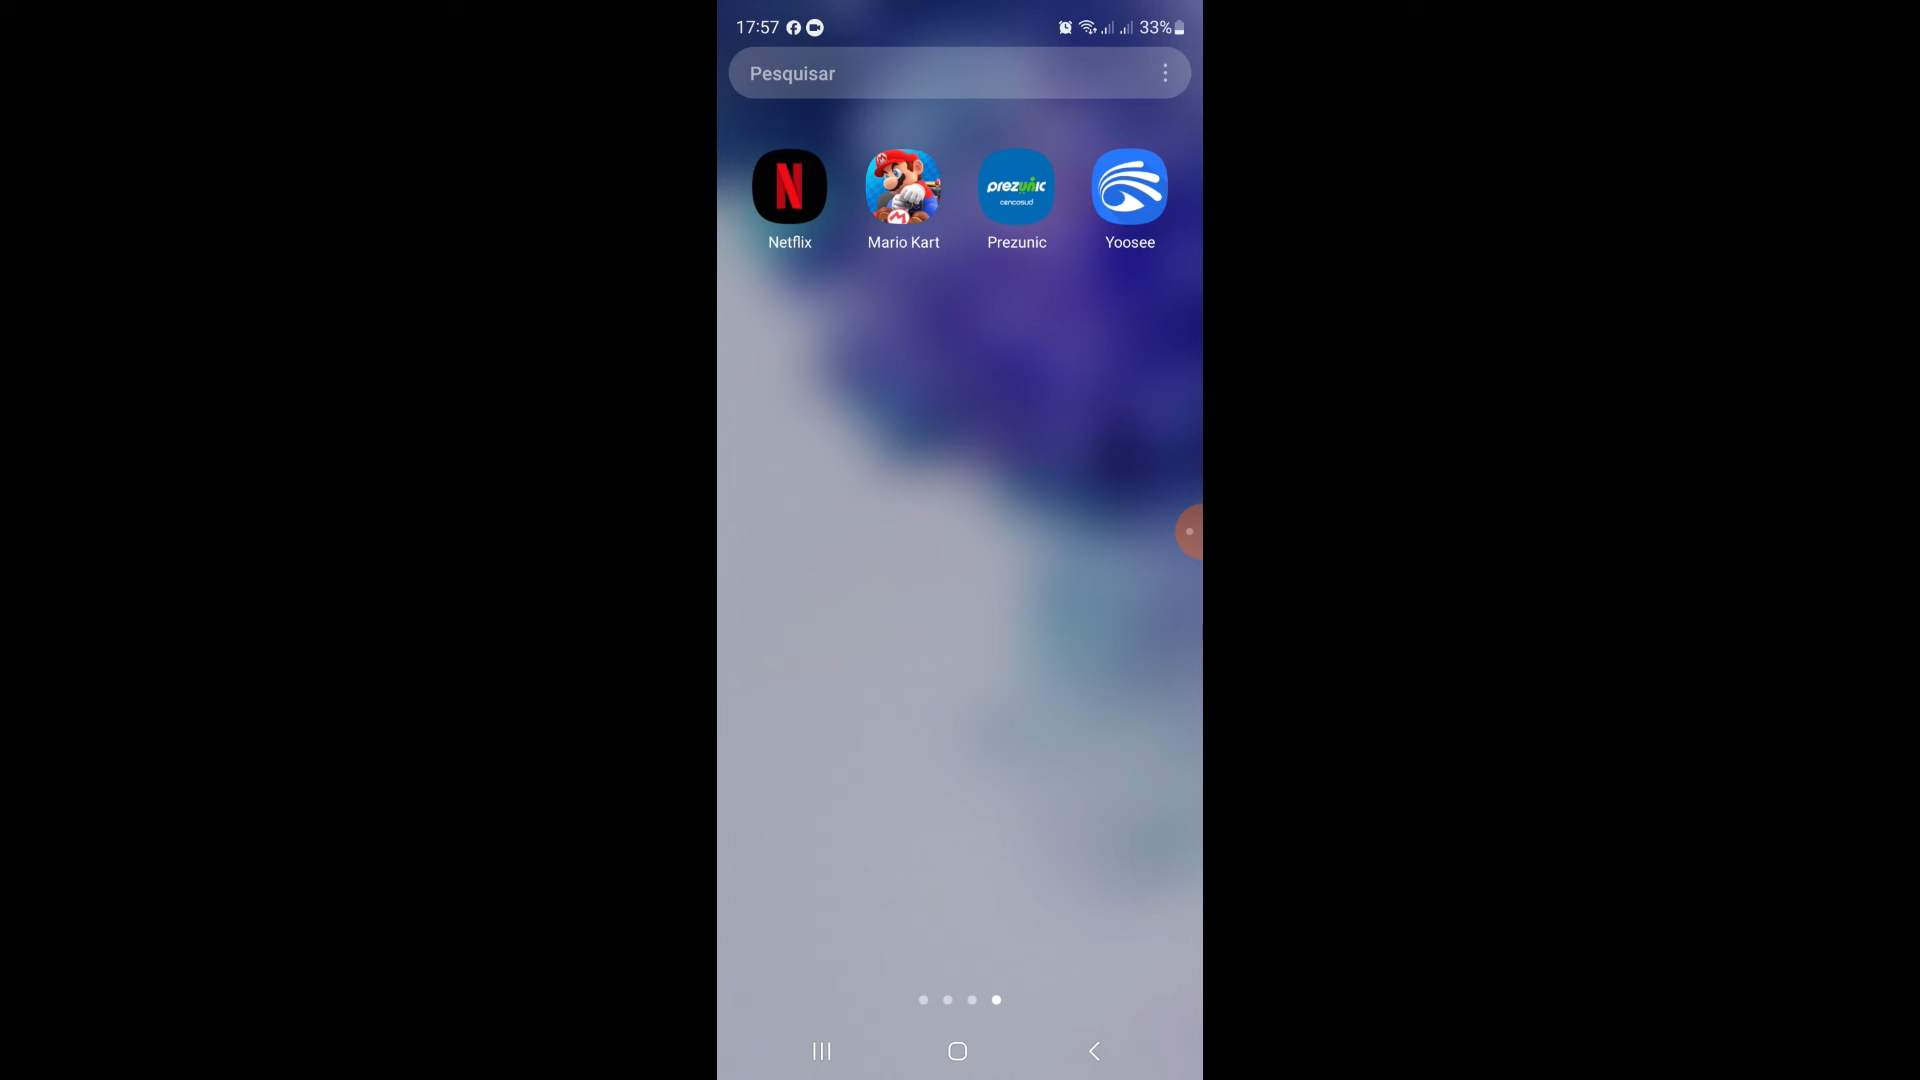 17:57
33%
Pesquisar
N
M
M
prezunic
cencosud
Netflix
Mario Kart
Prezunic
Yoosee